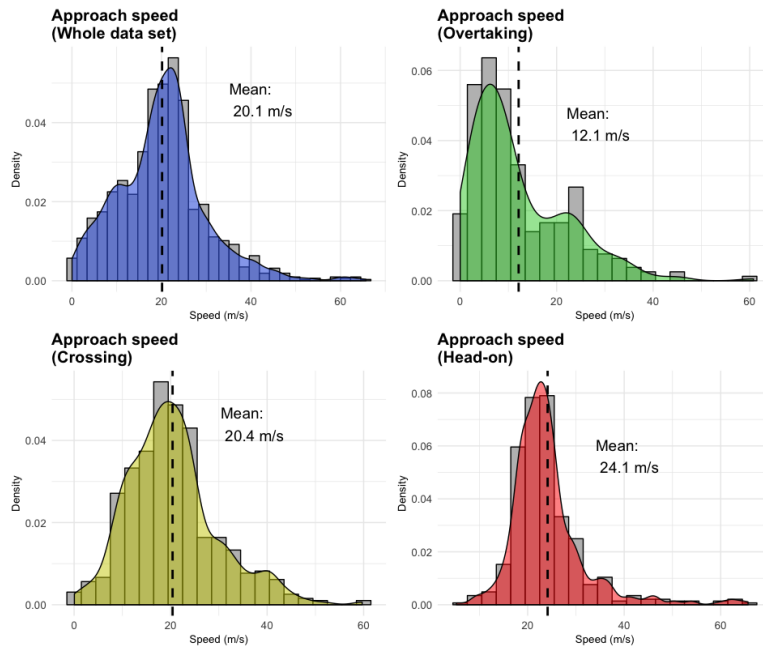 Approach speed
(Whole data set)
Density
0.00
0.02
0.04
Mean:
20.1 m/s
0
20
40
60
Speed (m/s)
Approach speed
(Overtaking)
Density
0.00
0.02
0.04
0.06
Mean:
12.1 m/s
0
20
40
60
Speed (m/s)
Approach speed
(Crossing)
Density
0.00
0.02
0.04
Mean:
20.4 m/s
0
20
40
60
Speed (m/s)
Approach speed
(Head-on)
Density
0.00
0.02
0.04
0.06
0.08
Mean:
24.1 m/s
20
40
60
Speed (m/s)